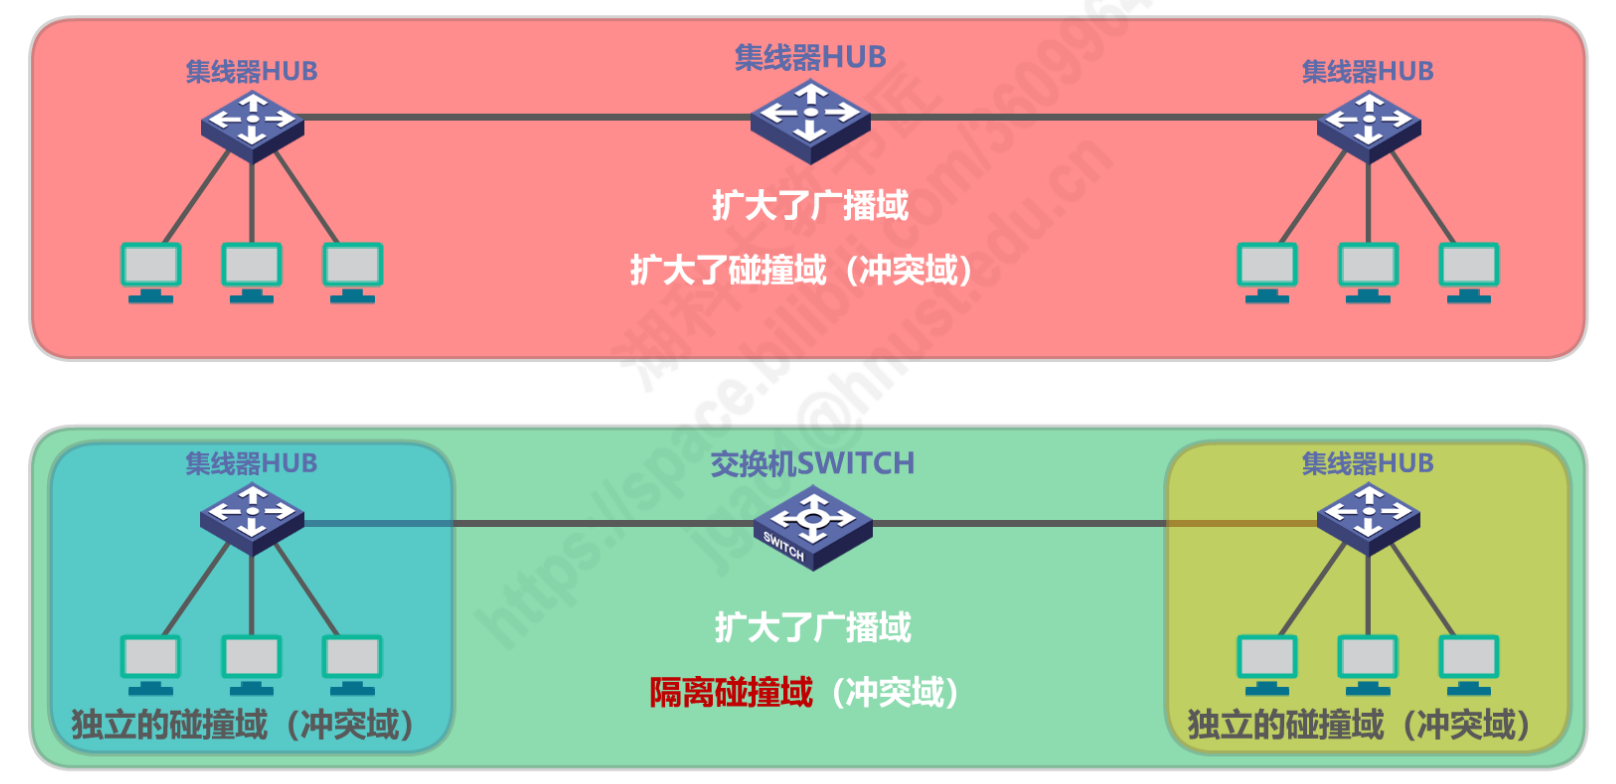 集线器HUB
集线器HUB
集线器HUB
扩大了广播域
扩大了碰撞域（冲突域）
集线器HUB
交换机SWITCH
集线器HUB
SWITCH
扩大了广播域
隔离碰撞域（冲突域）
独立的碰撞域（冲突域）
独立的碰撞域（冲突域）
湖科大教书匠
https://space.bilibili.com/3609964
jgao@hnust.edu.cn